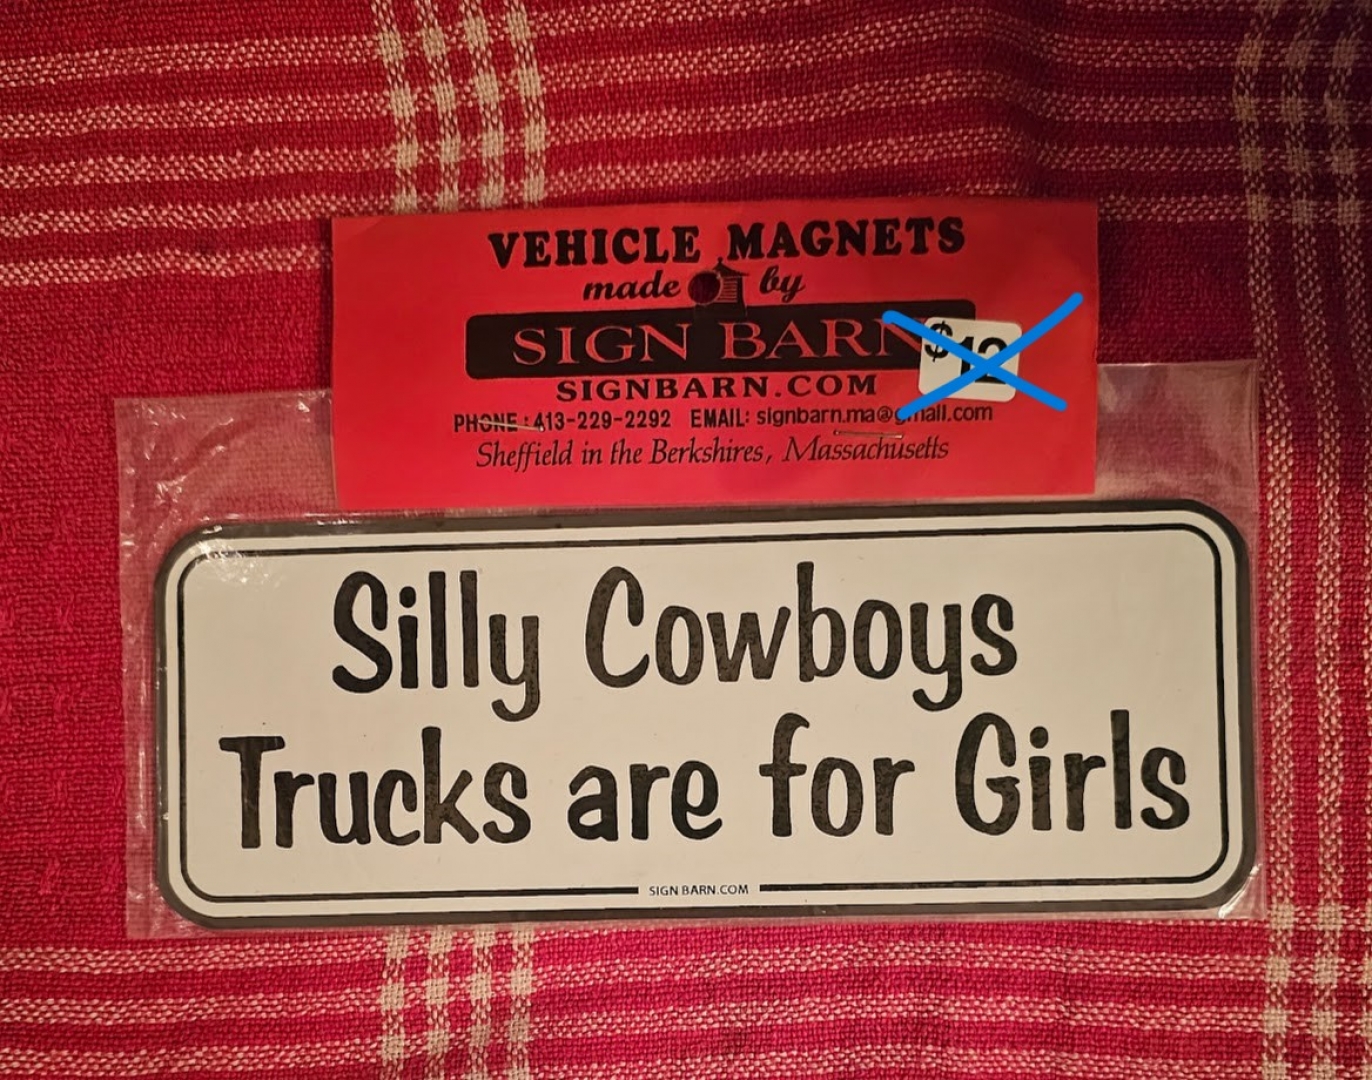 VEHICLE MAGNETS
made by
SIGN BARN
$12
SIGNBARN.COM
PHONE: 413-229-2292 EMAIL: signbarn.ma@gmail.com
Sheffield in the Berkshires, Massachusetts
Silly Cowboys
Trucks are for Girls
SIGN BARN.COM